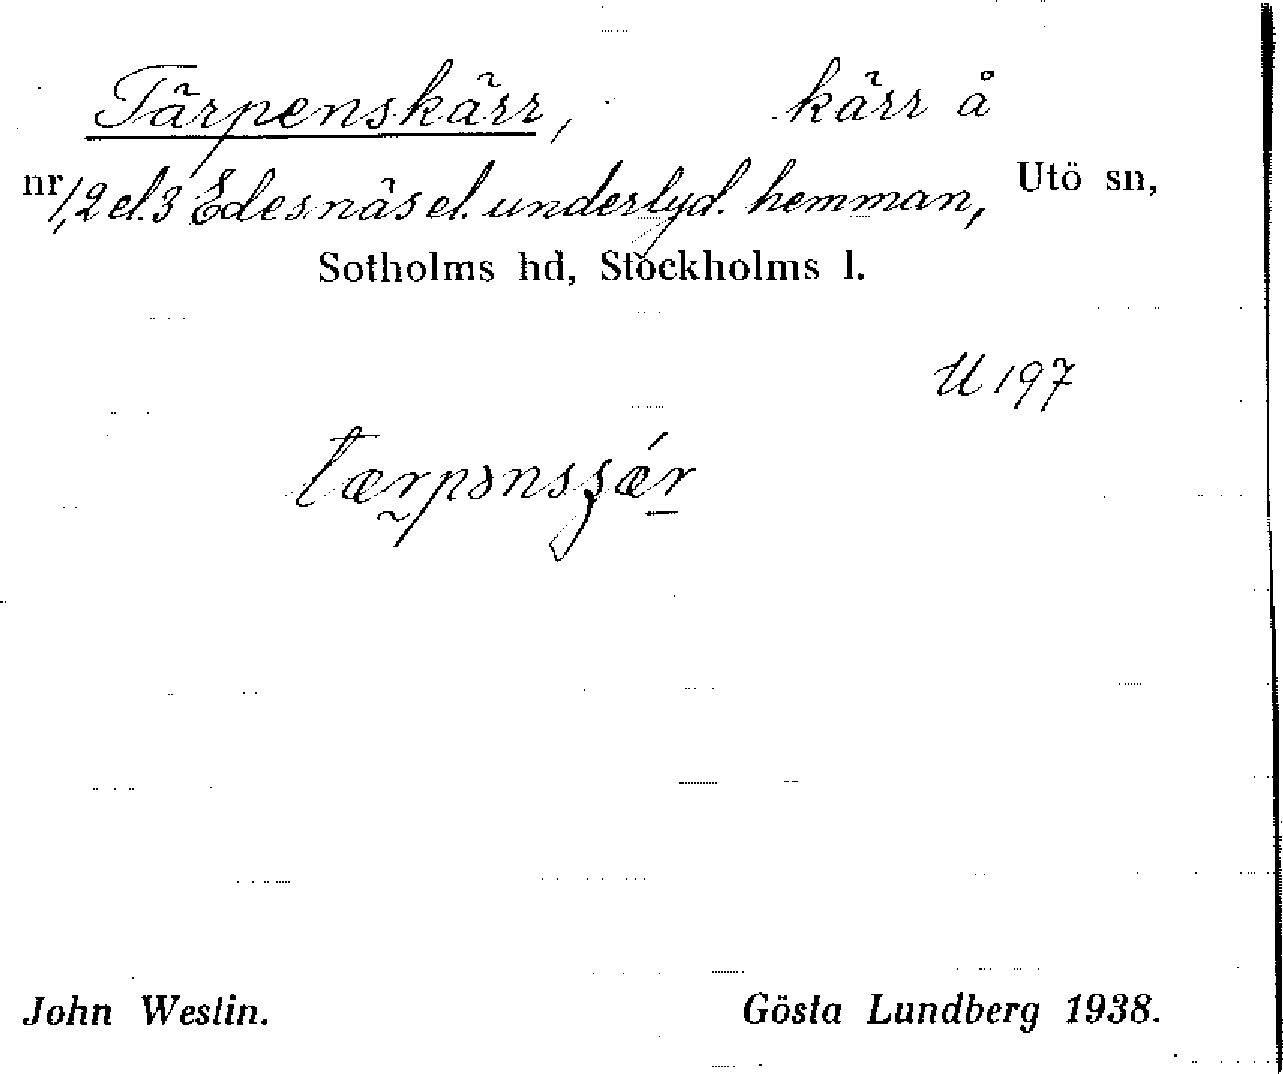 Tärpenskärr, kärr å
nr 1, 2 el. 3 Edesnäs el. underlyd. hemman, Utö sn,
Sotholms hd, Stockholms l.
U 197
John Westin. Gösta Lundberg 1938.